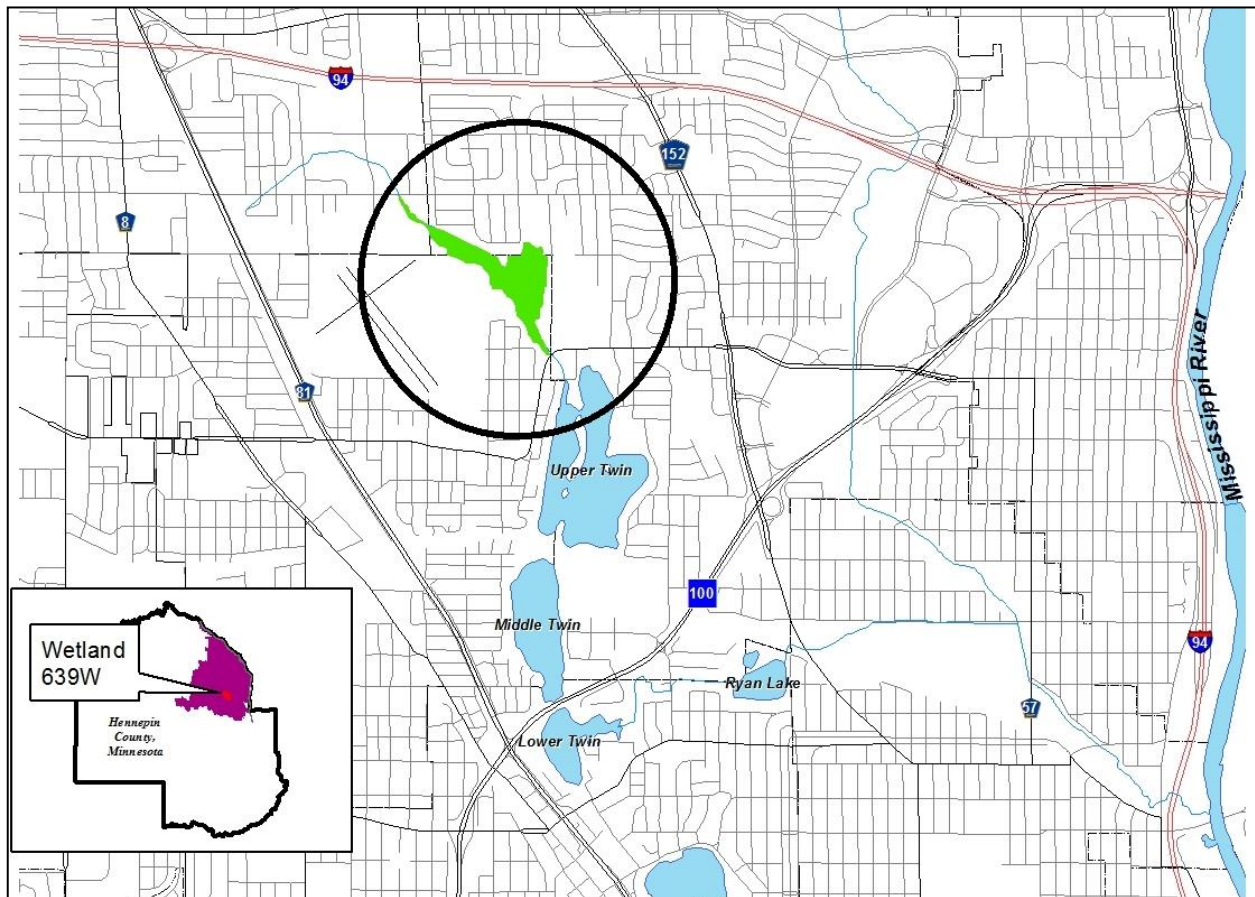 94
152
8
81
Upper Twin
Mississippi River
100
Middle Twin
94
Ryan Lake
57
Lower Twin
Wetland
639W
Hennepin
County,
Minnesota